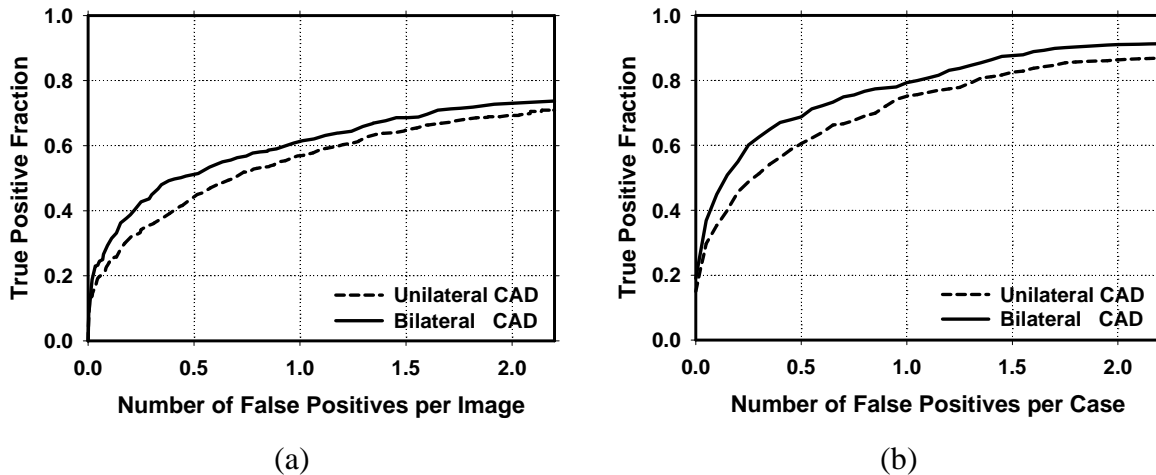 True Positive Fraction
1.0
0.8
0.6
0.4
0.2
0.0
Unilateral CAD
Bilateral CAD
0.0 0.5 1.0 1.5 2.0
Number of False Positives per Image
(a)
True Positive Fraction
1.0
0.8
0.6
0.4
0.2
0.0
Unilateral CAD
Bilateral CAD
0.0 0.5 1.0 1.5 2.0
Number of False Positives per Case
(b)